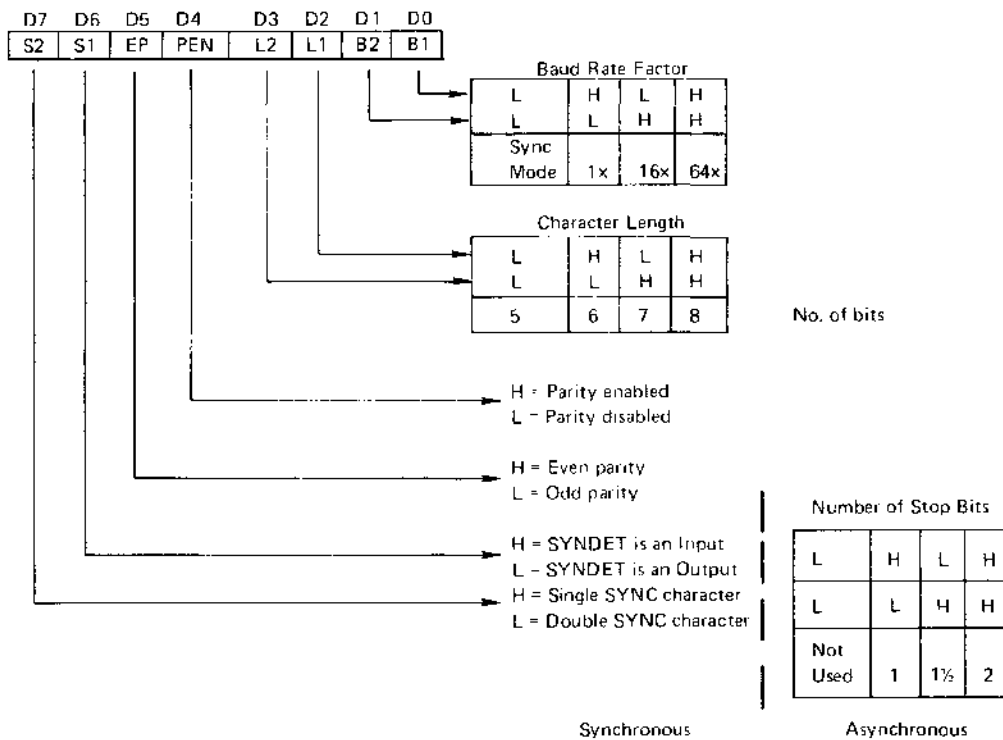 D7 D6 D5 D4 D3 D2 D1 D0
S2 S1 EP PEN L2 L1 B2 B1
Baud Rate Factor
L H L H
L L H H
Sync
Mode 1x 16x 64x
Character Length
L H L H
L L H H
5 6 7 8 No. of bits
H = Parity enabled
L = Parity disabled
H = Even parity
L = Odd parity
H = SYNDET is an Input
L = SYNDET is an Output
H = Single SYNC character
L = Double SYNC character
Number of Stop Bits
L H L H
L L H H
Not
Used 1 1½ 2
Synchronous Asynchronous